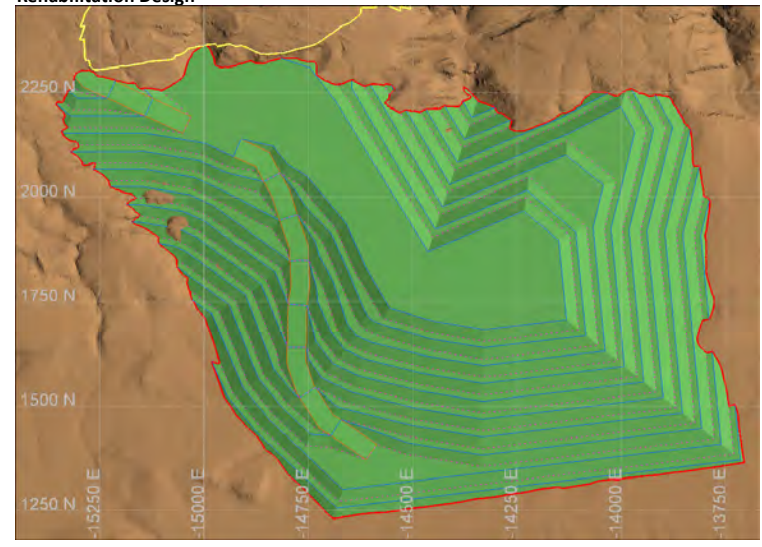 Rehabilitation Design
2250 N
2000 N
1750 N
1500 N
1250 N
-15250 E
-15000 E
-14750 E
-14500 E
-14250 E
-14000 E
-13750 E